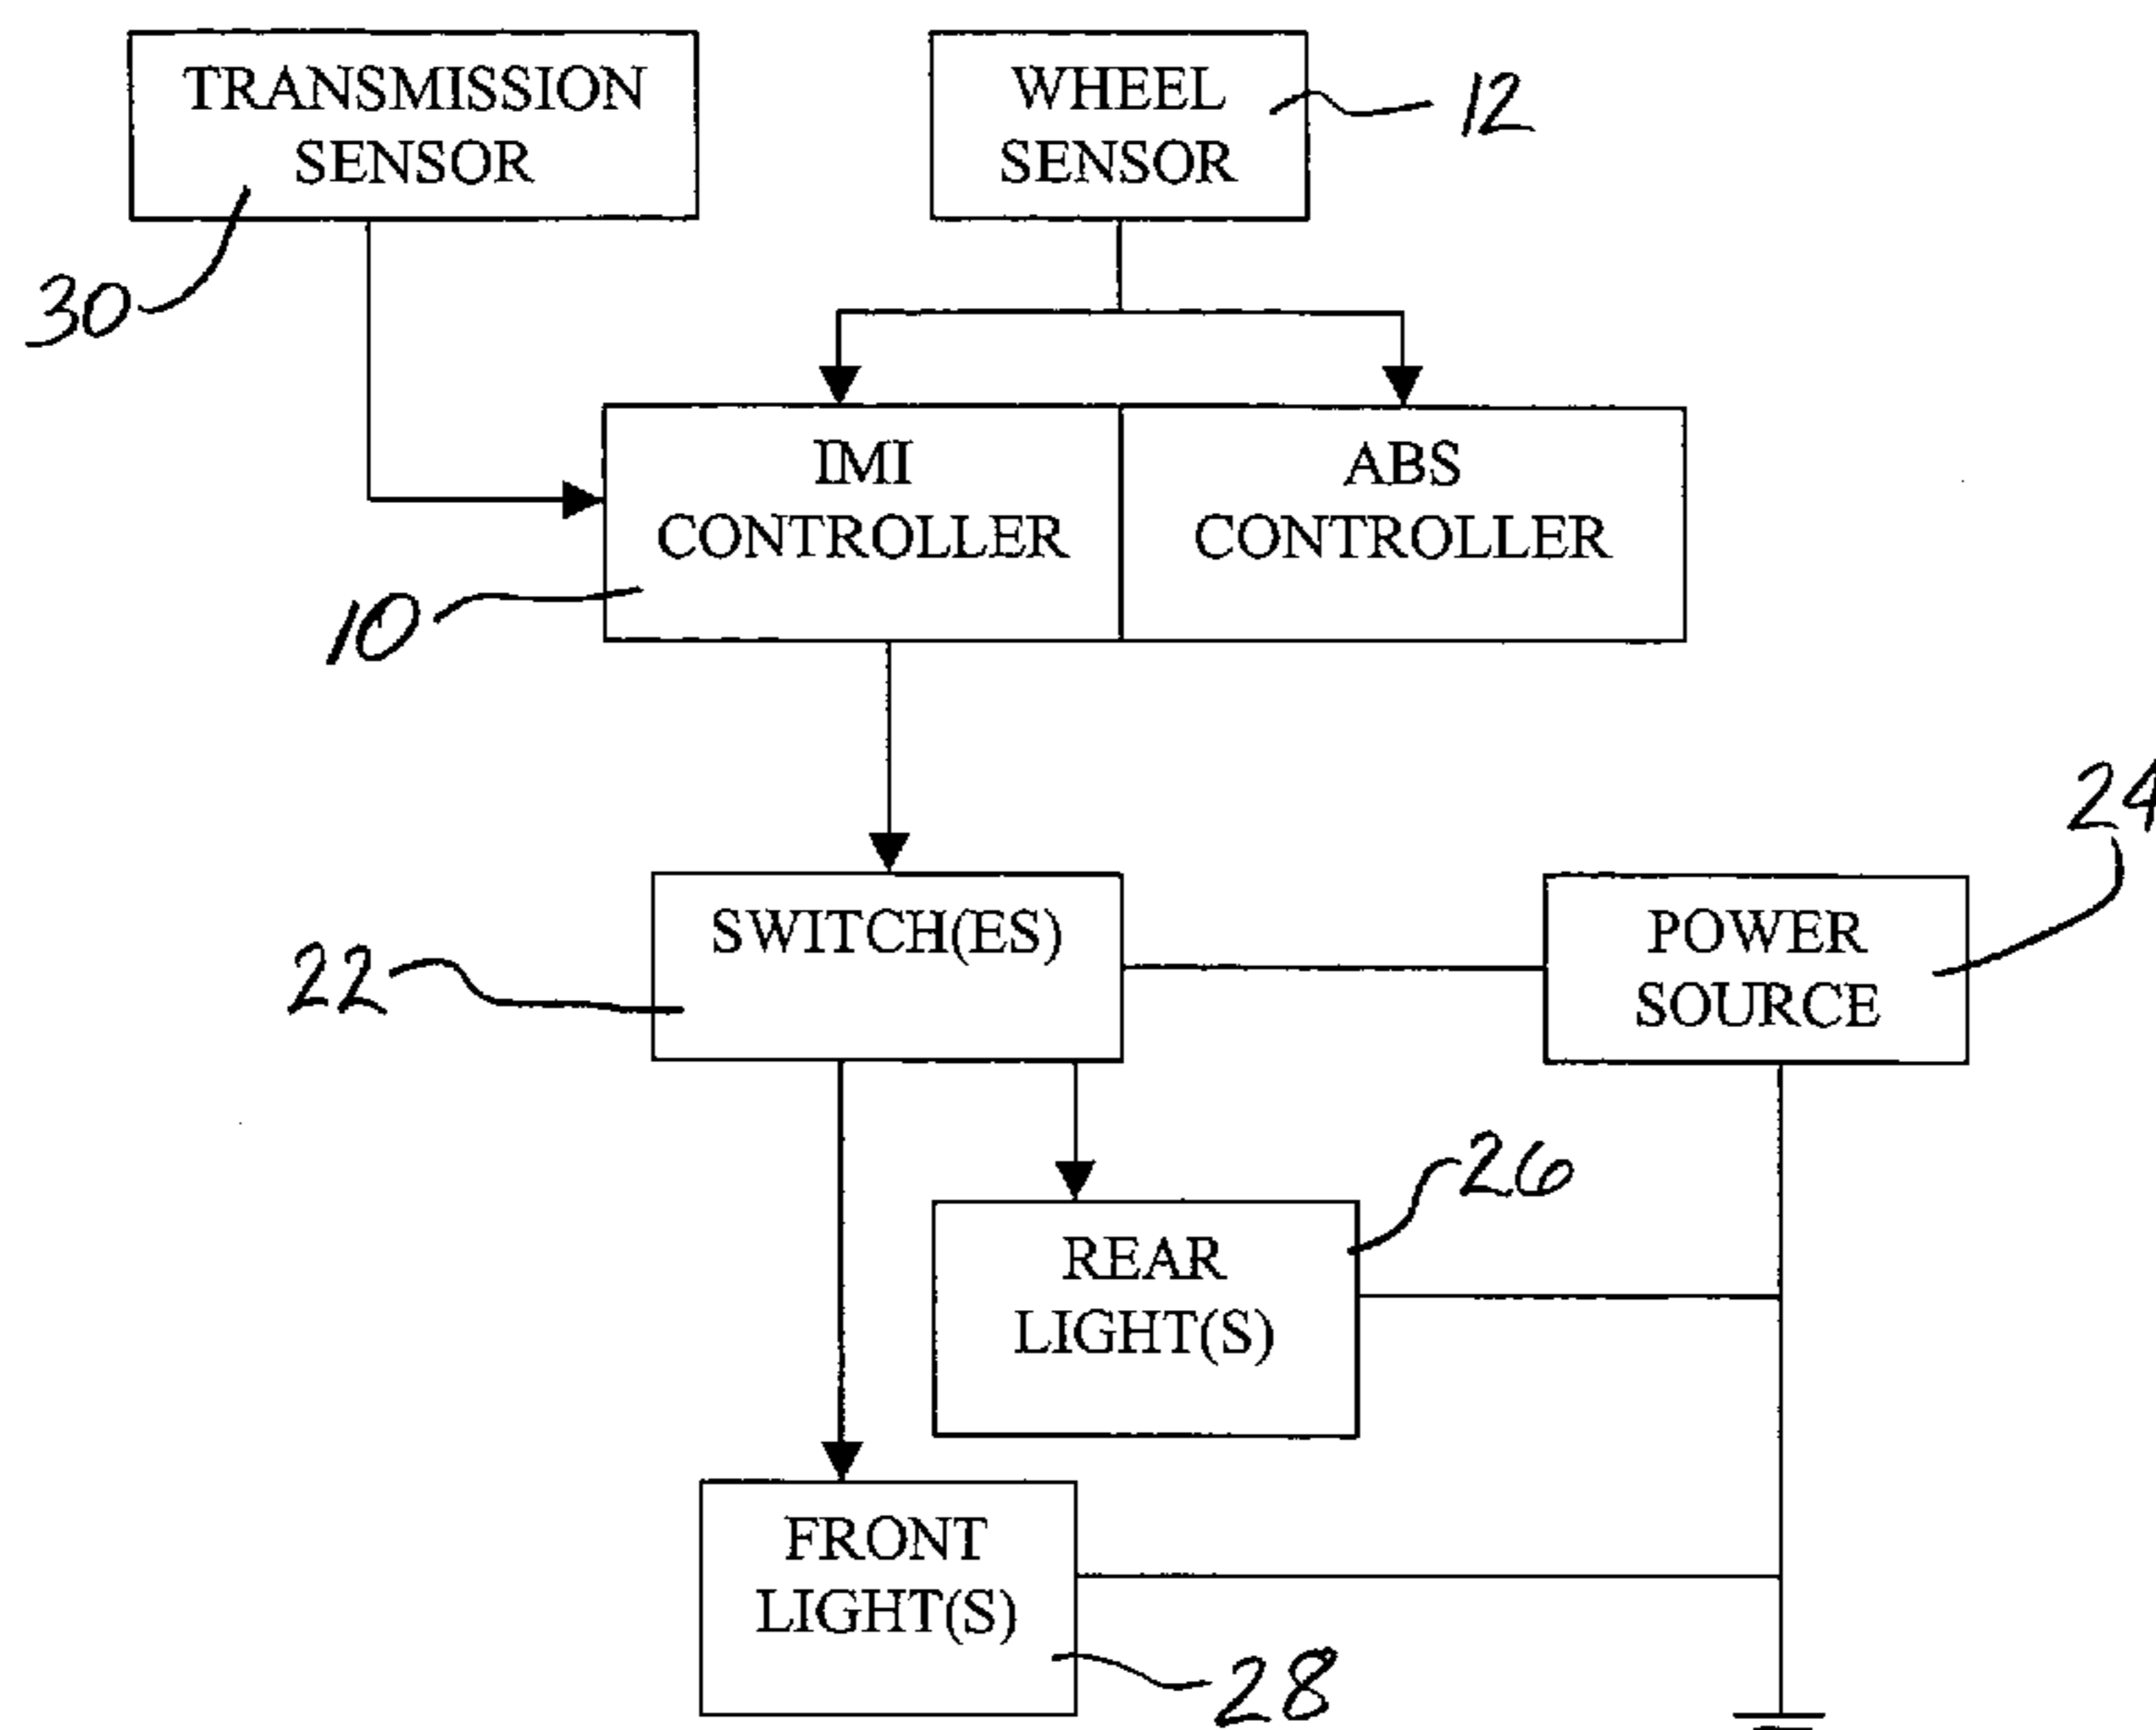 TRANSMISSION
SENSOR
30
WHEEL
SENSOR
12
IMI
CONTROLLER
10
ABS
CONTROLLER
SWITCH(ES)
22
POWER
SOURCE
24
REAR
LIGHT(S)
26
FRONT
LIGHT(S)
28